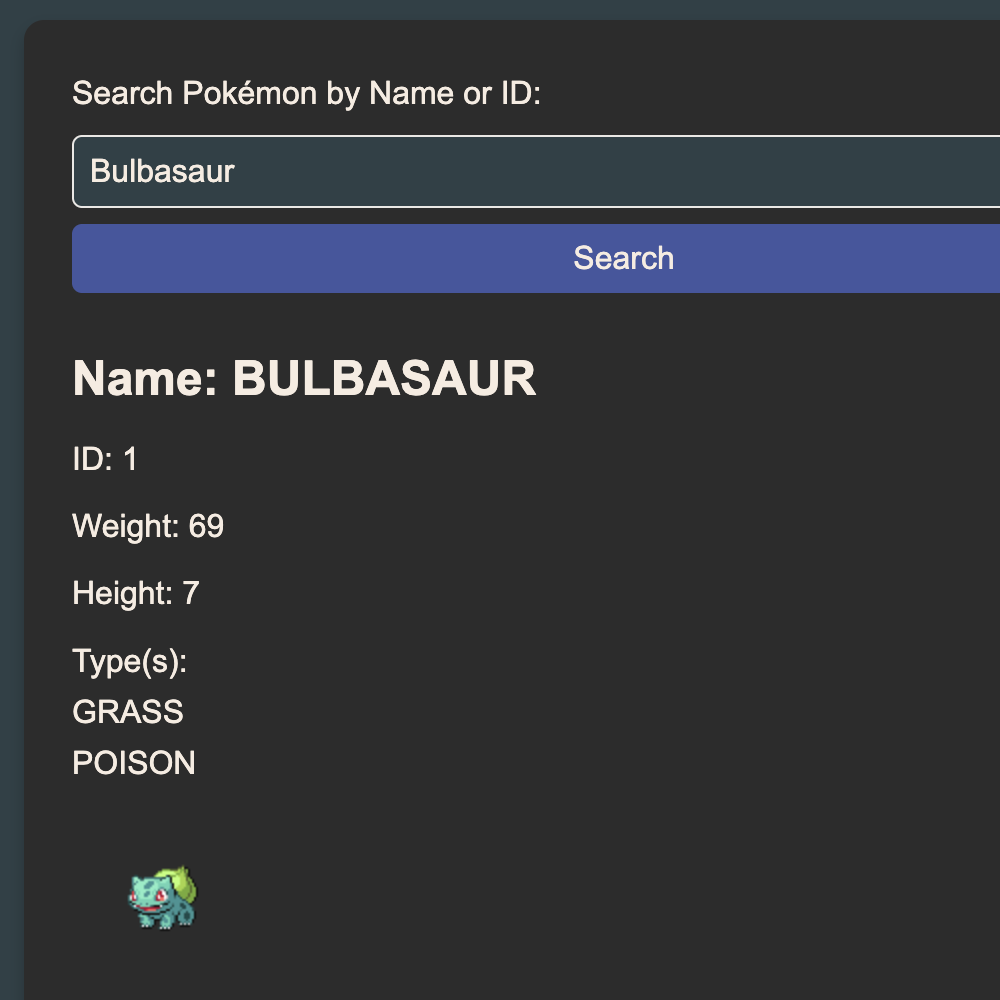 Search Pokémon by Name or ID:
Bulbasaur
Search
Name: BULBASAUR
ID: 1
Weight: 69
Height: 7
Type(s):
GRASS
POISON